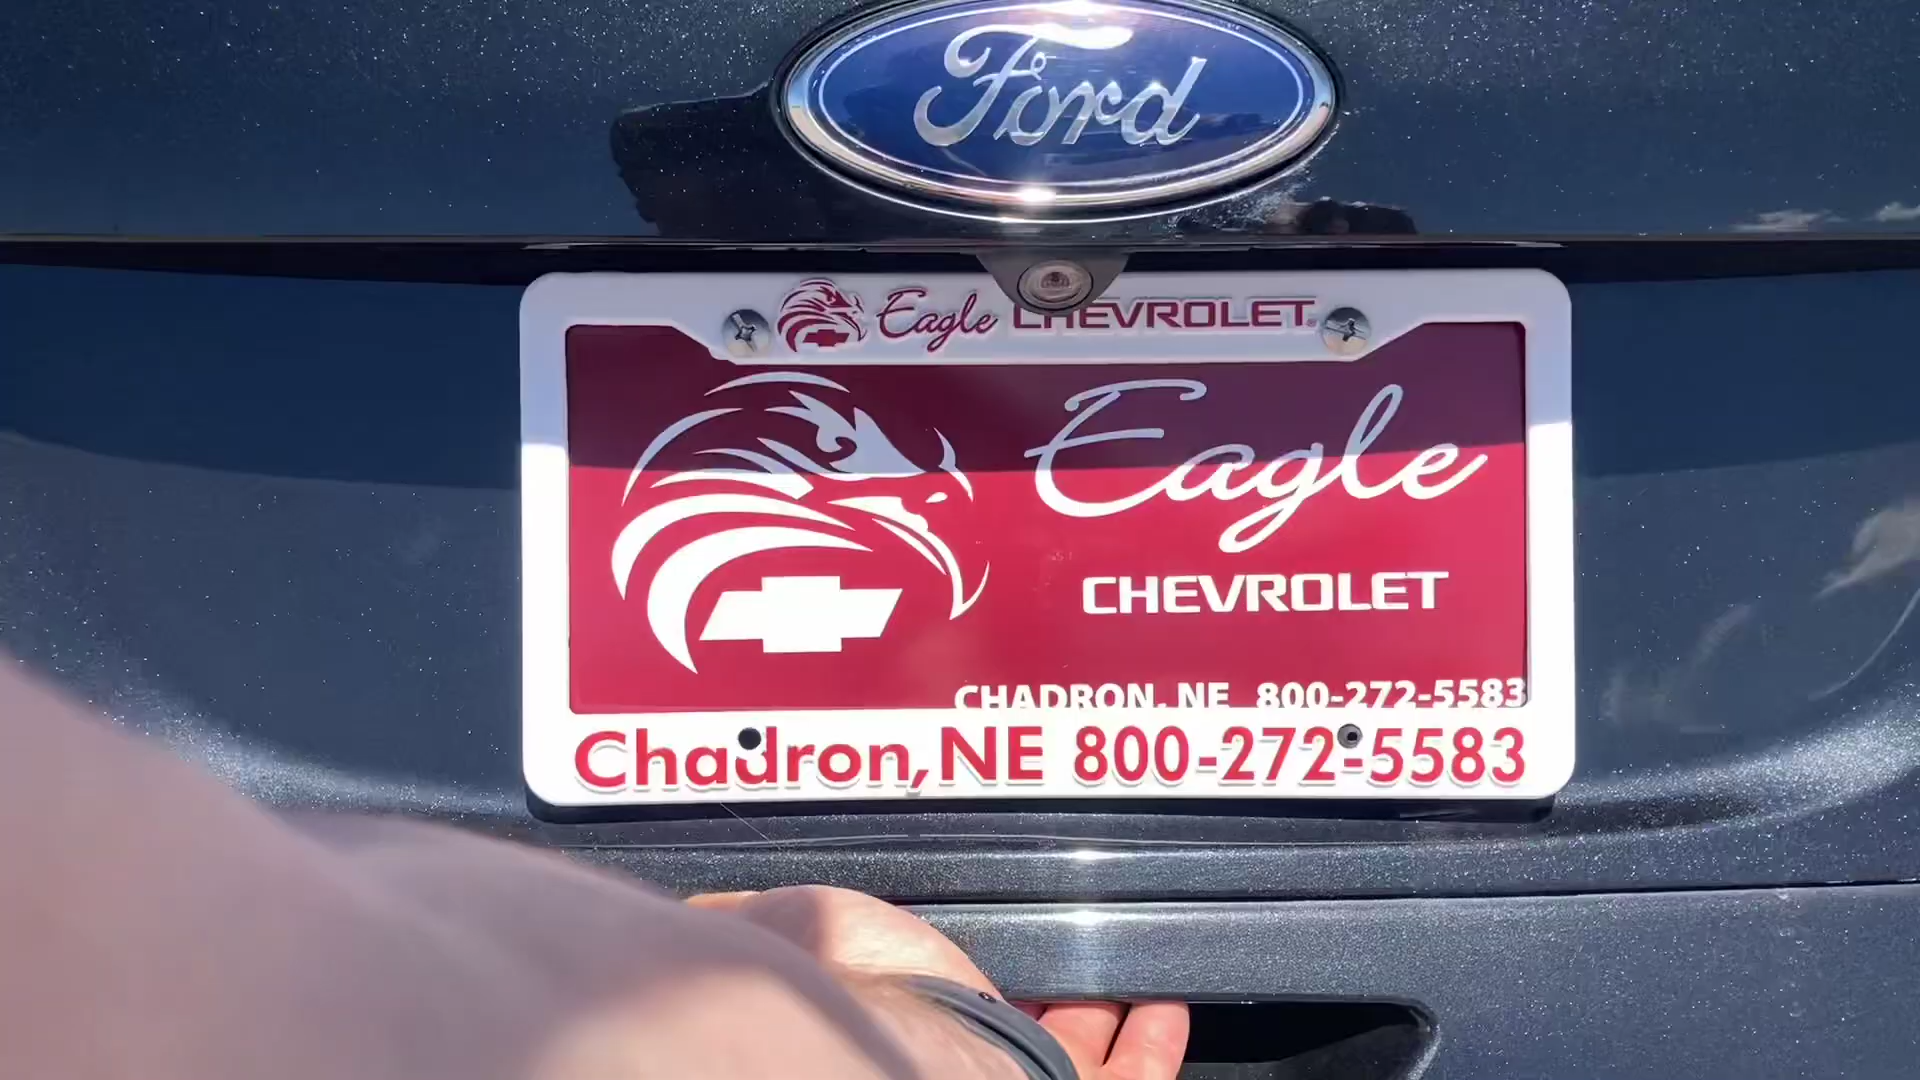 Ford
Eagle CHEVROLET
Eagle
CHEVROLET
CHADRON, NE 800-272-5583
Chadron, NE 800-272-5583